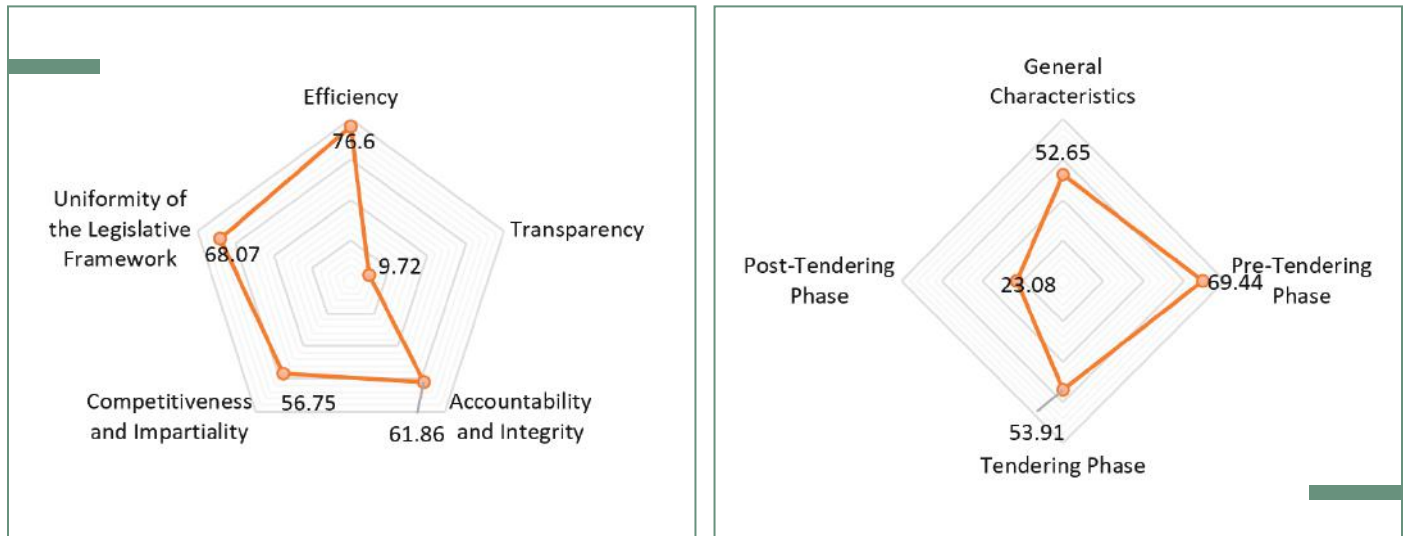 Efficiency
76.6
Uniformity of
the Legislative
Framework
68.07
Transparency
9.72
Competitiveness
and Impartiality
56.75
Accountability
and Integrity
61.86
General
Characteristics
52.65
Post-Tendering
Phase
23.08
Pre-Tendering
Phase
69.44
53.91
Tendering Phase